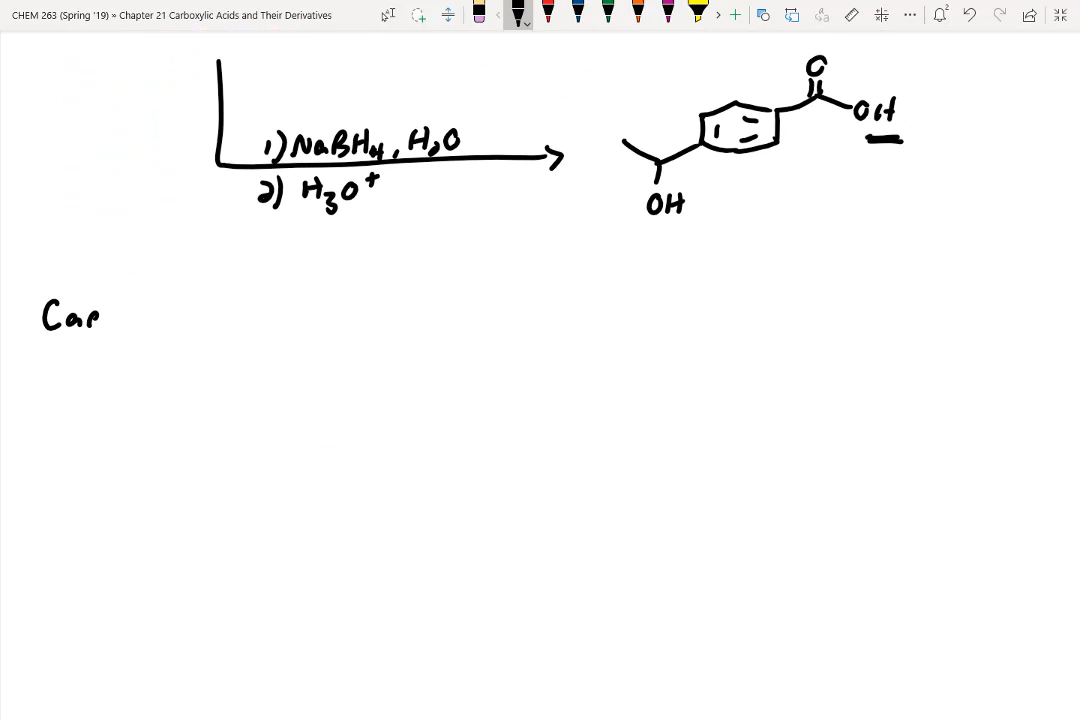 CHEM 263 (Spring '19) » Chapter 21 Carboxylic Acids and Their Derivatives
2
O
OH
1) NaBH4, H2O
2) H3O+
OH
Car